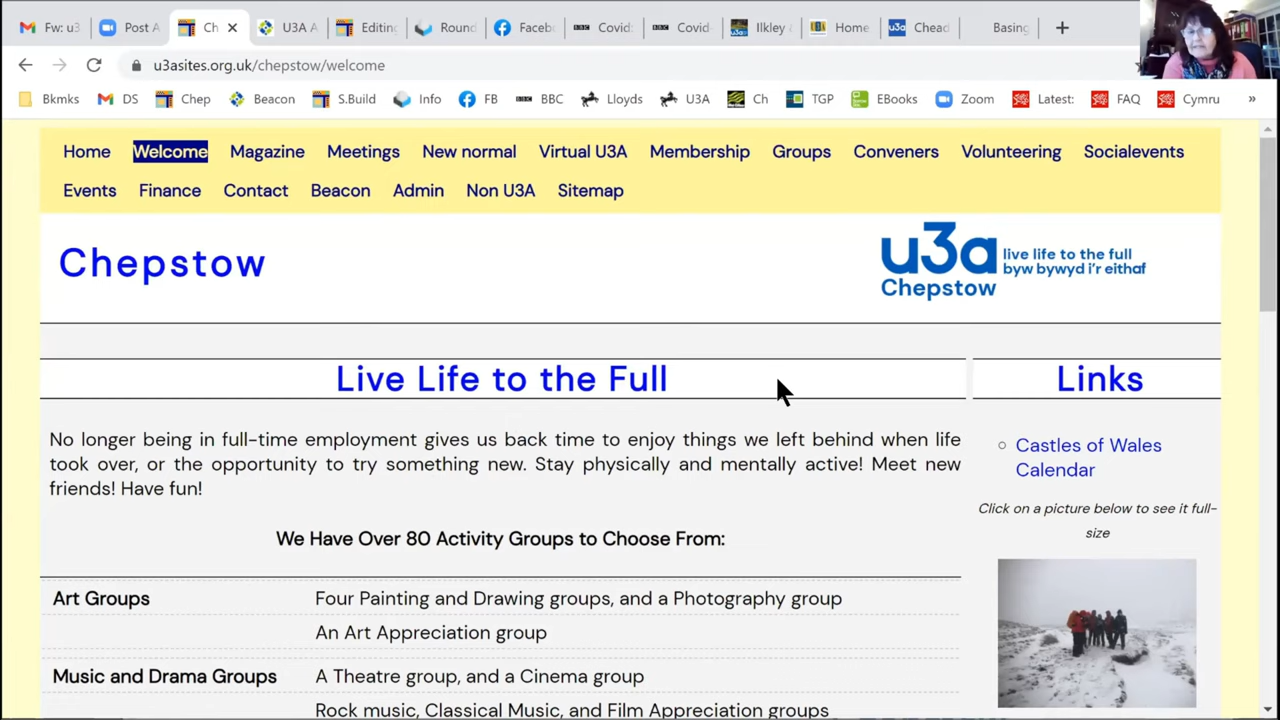 Fw: u3 Post A Ch U3A A Editing Round Faceb Covid: Covid Ilkley Home Chead Basing
u3asites.org.uk/chepstow/welcome
Bkmks DS Chep Beacon S.Build Info FB BBC Lloyds U3A Ch TGP EBooks Zoom Latest: FAQ Cymru »
Home Welcome Magazine Meetings New normal Virtual U3A Membership Groups Conveners Volunteering Socialevents
Events Finance Contact Beacon Admin Non U3A Sitemap
Chepstow
u3a
live life to the full
byw bywyd i'r eithaf
Chepstow
Live Life to the Full
No longer being in full-time employment gives us back time to enjoy things we left behind when life
took over, or the opportunity to try something new. Stay physically and mentally active! Meet new
friends! Have fun!
We Have Over 80 Activity Groups to Choose From:
Art Groups Four Painting and Drawing groups, and a Photography group
An Art Appreciation group
Music and Drama Groups A Theatre group, and a Cinema group
Rock music, Classical Music, and Film Appreciation groups
Links
Castles of Wales
Calendar
Click on a picture below to see it full-
size